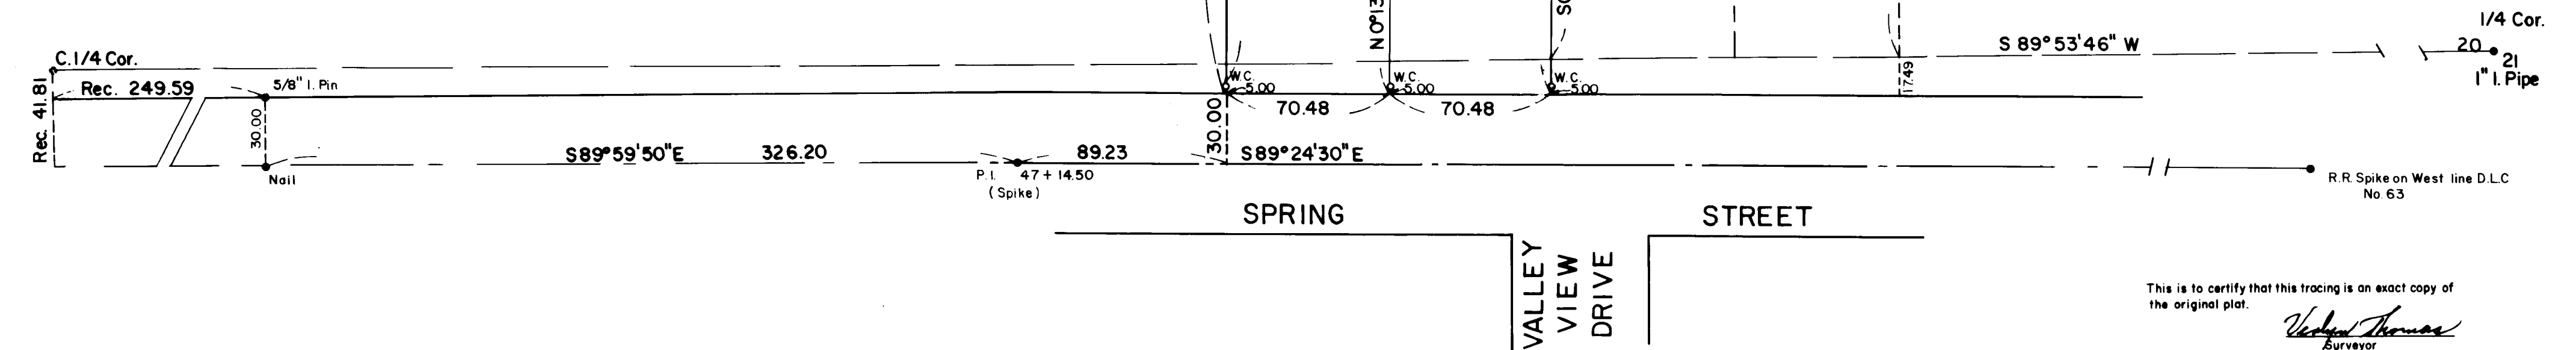 1/4 Cor.
S 89°53'46" W
20
21
1" I. Pipe
C. 1/4 Cor.
Rec. 41.81
Rec. 249.59
5/8" I. Pin
30.00
Nail
S89°59'50"E
326.20
P.I. 47 + 14.50
(Spike)
89.23
30.00
S89°24'30"E
W.C.
5.00
70.48
N0°13
W.C.
5.00
70.48
W.C.
5.00
17.49
R.R. Spike on West line D.L.C
No. 63
SPRING STREET
VALLEY
VIEW
DRIVE
This is to certify that this tracing is an exact copy of
the original plat.
Thomas
Surveyor